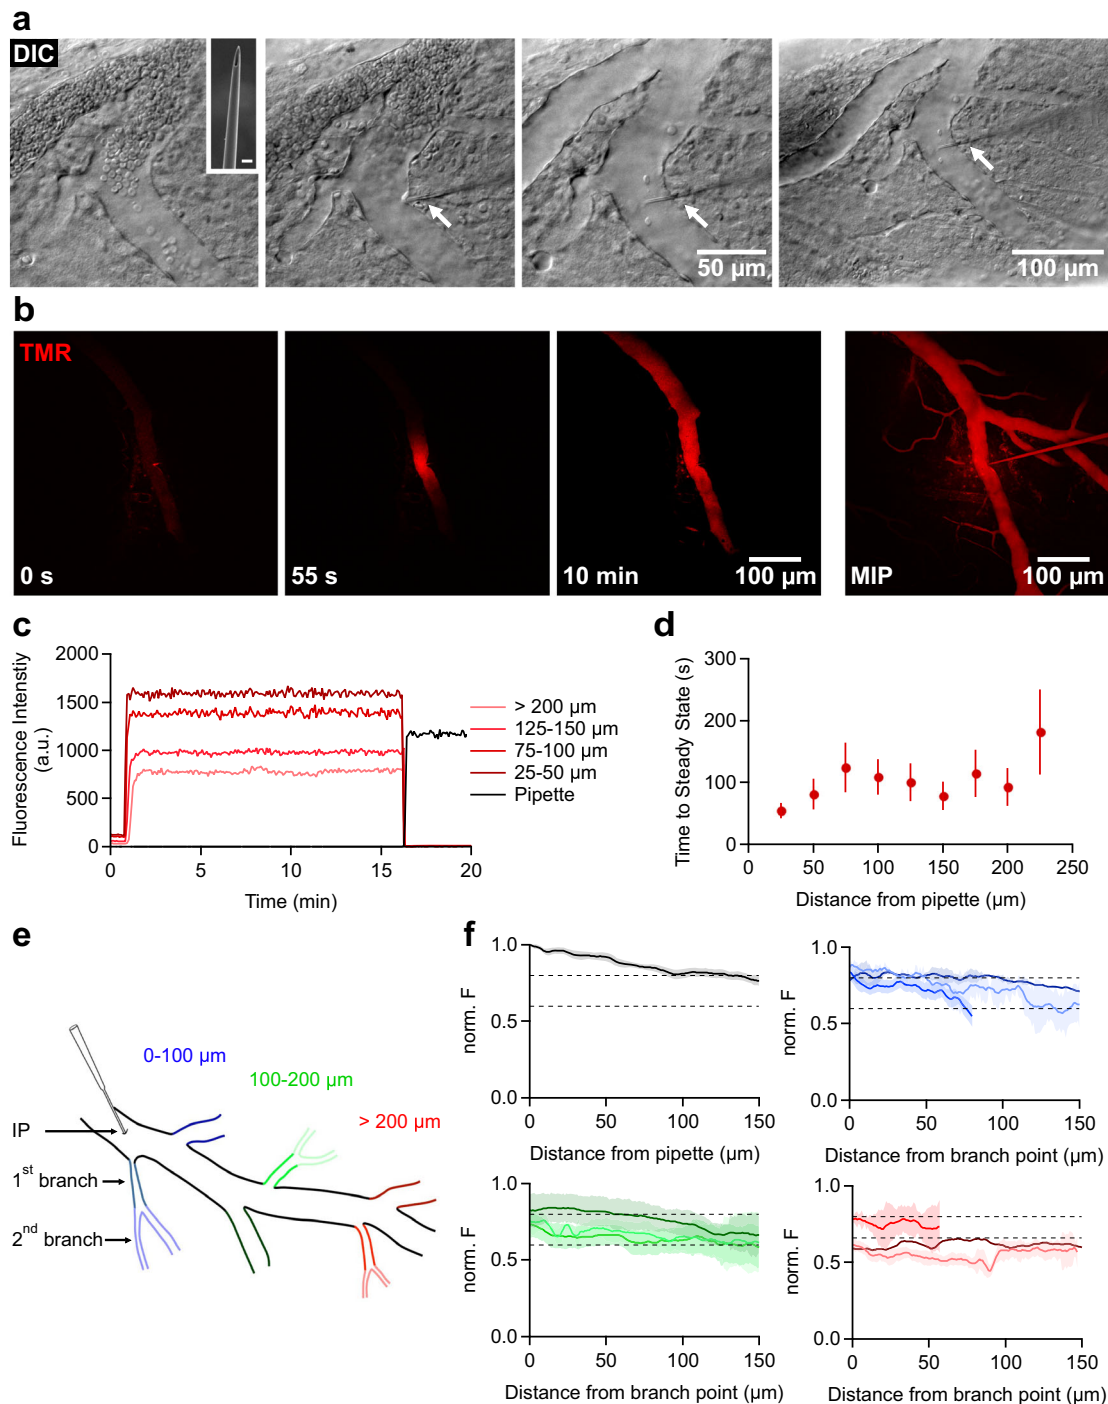 a
DIC
50 µm
100 µm
b
TMR
0 s
55 s
10 min
100 µm
MIP
100 µm
c
Fluorescence Intenstiy
(a.u.)
2000
1500
1000
500
0
0 5 10 15 20
Time (min)
> 200 µm
125-150 µm
75-100 µm
25-50 µm
Pipette
d
Time to Steady State (s)
300
200
100
0
0 50 100 150 200 250
Distance from pipette (µm)
e
0-100 µm
100-200 µm
> 200 µm
IP
1st branch
2nd branch
f
norm. F
1.0
0.5
0.0
0 50 100 150
Distance from pipette (µm)
norm. F
1.0
0.5
0.0
0 50 100 150
Distance from branch point (µm)
norm. F
1.0
0.5
0.0
0 50 100 150
Distance from branch point (µm)
norm. F
1.0
0.5
0.0
0 50 100 150
Distance from branch point (µm)